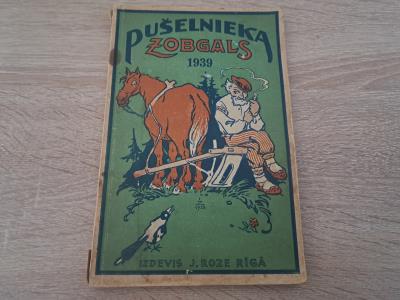 PUŠELNIEKA
ZOBGALS
1939
IZDEVIS J. ROZE RĪGĀ